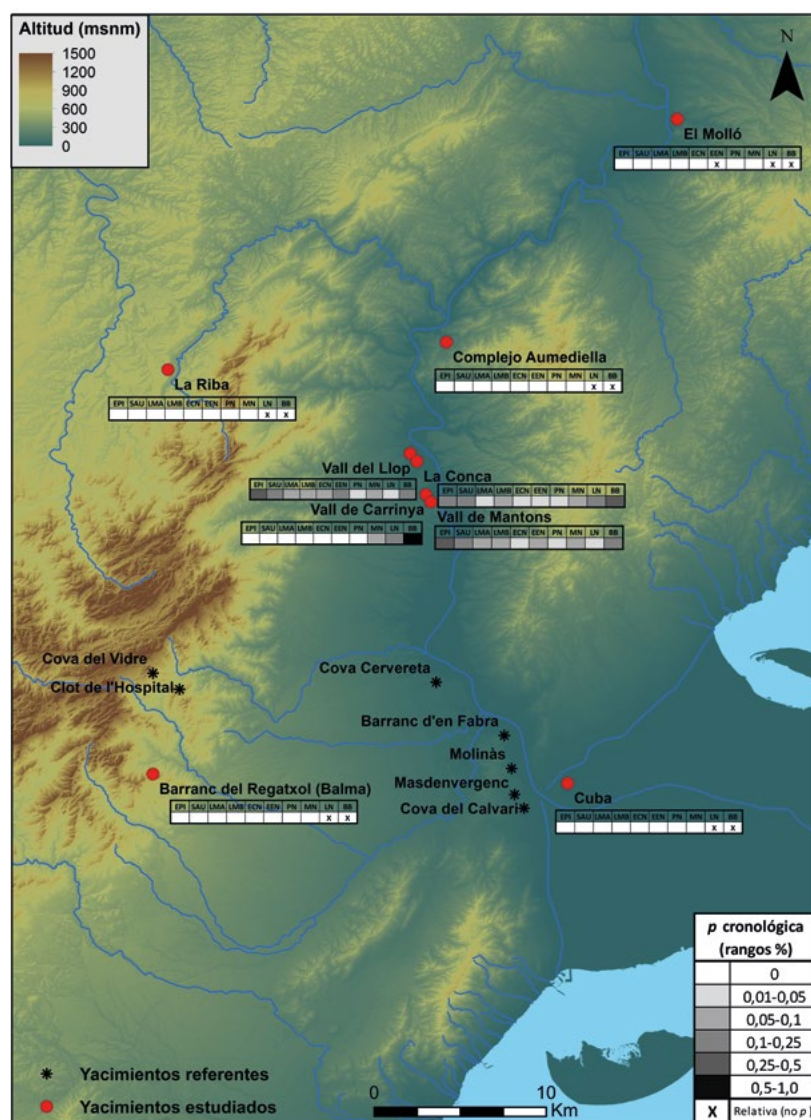 Altitud (msnm)
1500
1200
900
600
300
0
N
El Molló
EPI SAU LMA LMB ECN EEN PN MN LN BB
X X X
Complejo Aumediella
EPI SAU LMA LMB ECN EEN PN MN LN BB
X X
La Riba
EPI SAU LMA LMB ECN EEN PN MN LN BB
X X
Vall del Llop
EPI SAU LMA LMB ECN EEN PN MN LN BB
La Conca
EPI SAU LMA LMB ECN EEN PN MN LN BB
Vall de Carrinya
EPI SAU LMA LMB ECN EEN PN MN LN BB
Vall de Mantons
EPI SAU LMA LMB ECN EEN PN MN LN BB
Cova del Vidre
Clot de l'Hospital
Cova Cervereta
Barranc d'en Fabra
Molinàs
Masdenvergenc
Cova del Calvari
Barranc del Regatxol (Balma)
EPI SAU LMA LMB ECN EEN PN MN LN BB
X X
Cuba
EPI SAU LMA LMB ECN EEN PN MN LN BB
X X
p cronológica
(rangos %)
0
0,01-0,05
0,05-0,1
0,1-0,25
0,25-0,5
0,5-1,0
X Relativa (no p
Yacimientos referentes
Yacimientos estudiados
0 10
Km